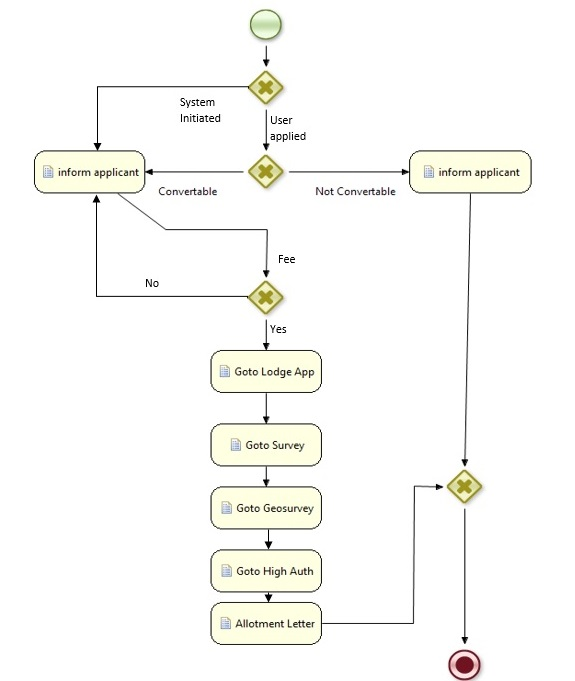 System
Initiated
User
applied
inform applicant
inform applicant
Convertable
Not Convertable
Fee
No
Yes
Goto Lodge App
Goto Survey
Goto Geosurvey
Goto High Auth
Allotment Letter